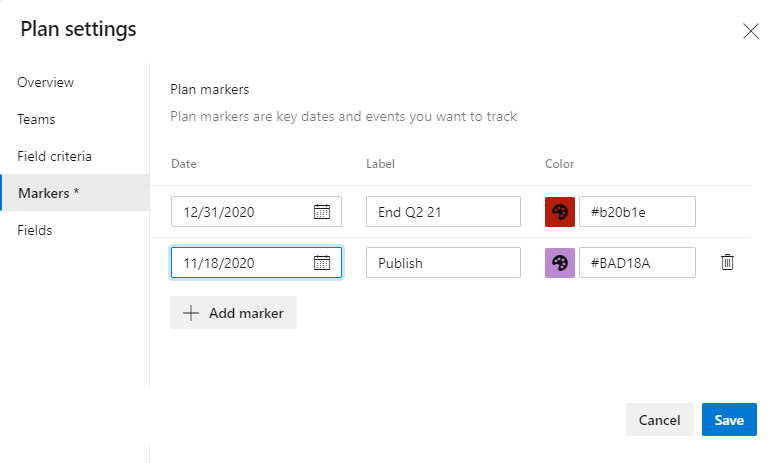 Plan settings
Overview
Teams
Field criteria
Markers *
Fields
Plan markers
Plan markers are key dates and events you want to track
Date Label Color
12/31/2020 End Q2 21 #b20b1e
11/18/2020 Publish #BAD18A
Add marker
Cancel Save